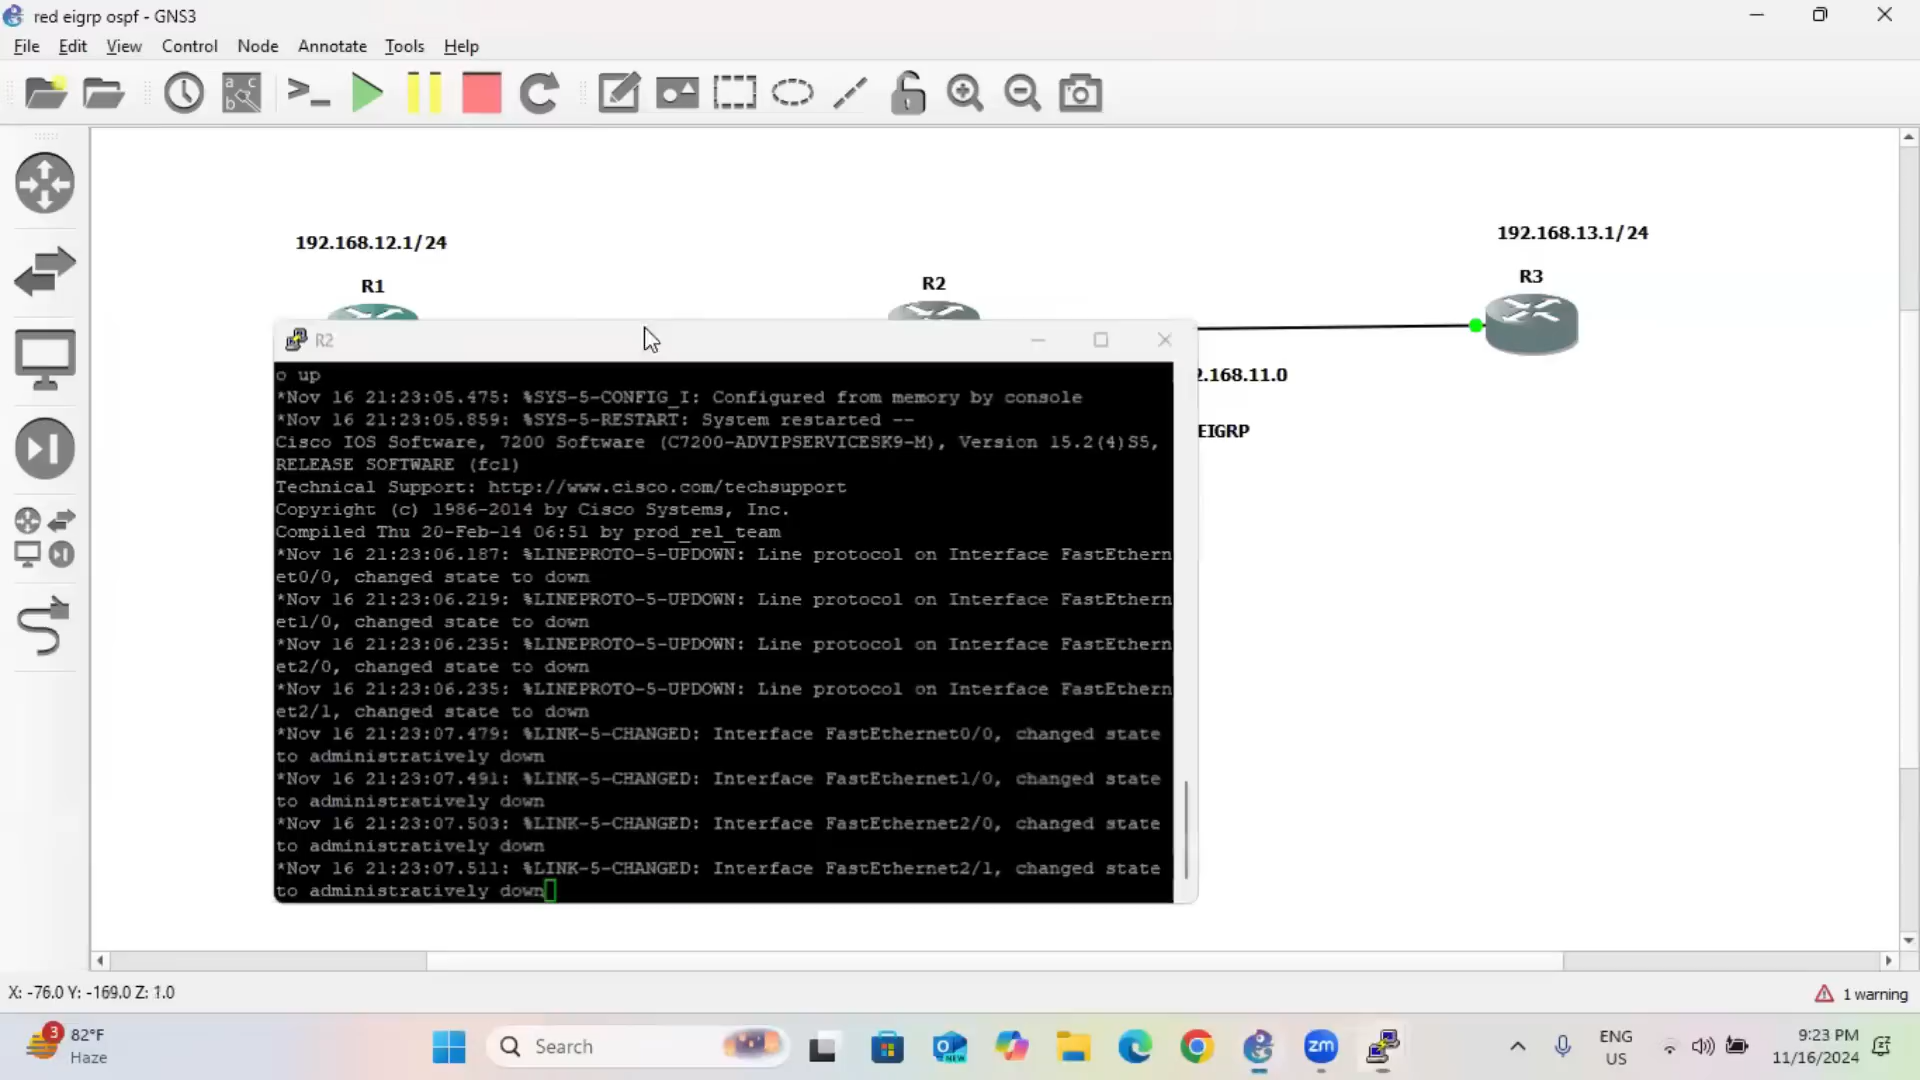 red eigrp ospf - GNS3
File Edit View Control Node Annotate Tools Help
192.168.12.1/24
192.168.13.1/24
R1
R2
R3
R2
2.168.11.0
EIGRP
o up
*Nov 16 21:23:05.475: %SYS-5-CONFIG_I: Configured from memory by console
*Nov 16 21:23:05.859: %SYS-5-RESTART: System restarted --
Cisco IOS Software, 7200 Software (C7200-ADVIPSERVICESK9-M), Version 15.2(4)S5,
RELEASE SOFTWARE (fc1)
Technical Support: http://www.cisco.com/techsupport
Copyright (c) 1986-2014 by Cisco Systems, Inc.
Compiled Thu 20-Feb-14 06:51 by prod_rel_team
*Nov 16 21:23:06.187: %LINEPROTO-5-UPDOWN: Line protocol on Interface FastEthern
et0/0, changed state to down
*Nov 16 21:23:06.219: %LINEPROTO-5-UPDOWN: Line protocol on Interface FastEthern
et1/0, changed state to down
*Nov 16 21:23:06.235: %LINEPROTO-5-UPDOWN: Line protocol on Interface FastEthern
et2/0, changed state to down
*Nov 16 21:23:06.235: %LINEPROTO-5-UPDOWN: Line protocol on Interface FastEthern
et2/1, changed state to down
*Nov 16 21:23:07.479: %LINK-5-CHANGED: Interface FastEthernet0/0, changed state
to administratively down
*Nov 16 21:23:07.491: %LINK-5-CHANGED: Interface FastEthernet1/0, changed state
to administratively down
*Nov 16 21:23:07.503: %LINK-5-CHANGED: Interface FastEthernet2/0, changed state
to administratively down
*Nov 16 21:23:07.511: %LINK-5-CHANGED: Interface FastEthernet2/1, changed state
to administratively down
X: -76.0 Y: -169.0 Z: 1.0
1 warning
3
82°F
Haze
Search
NEW
zm
ENG
US
9:23 PM
11/16/2024